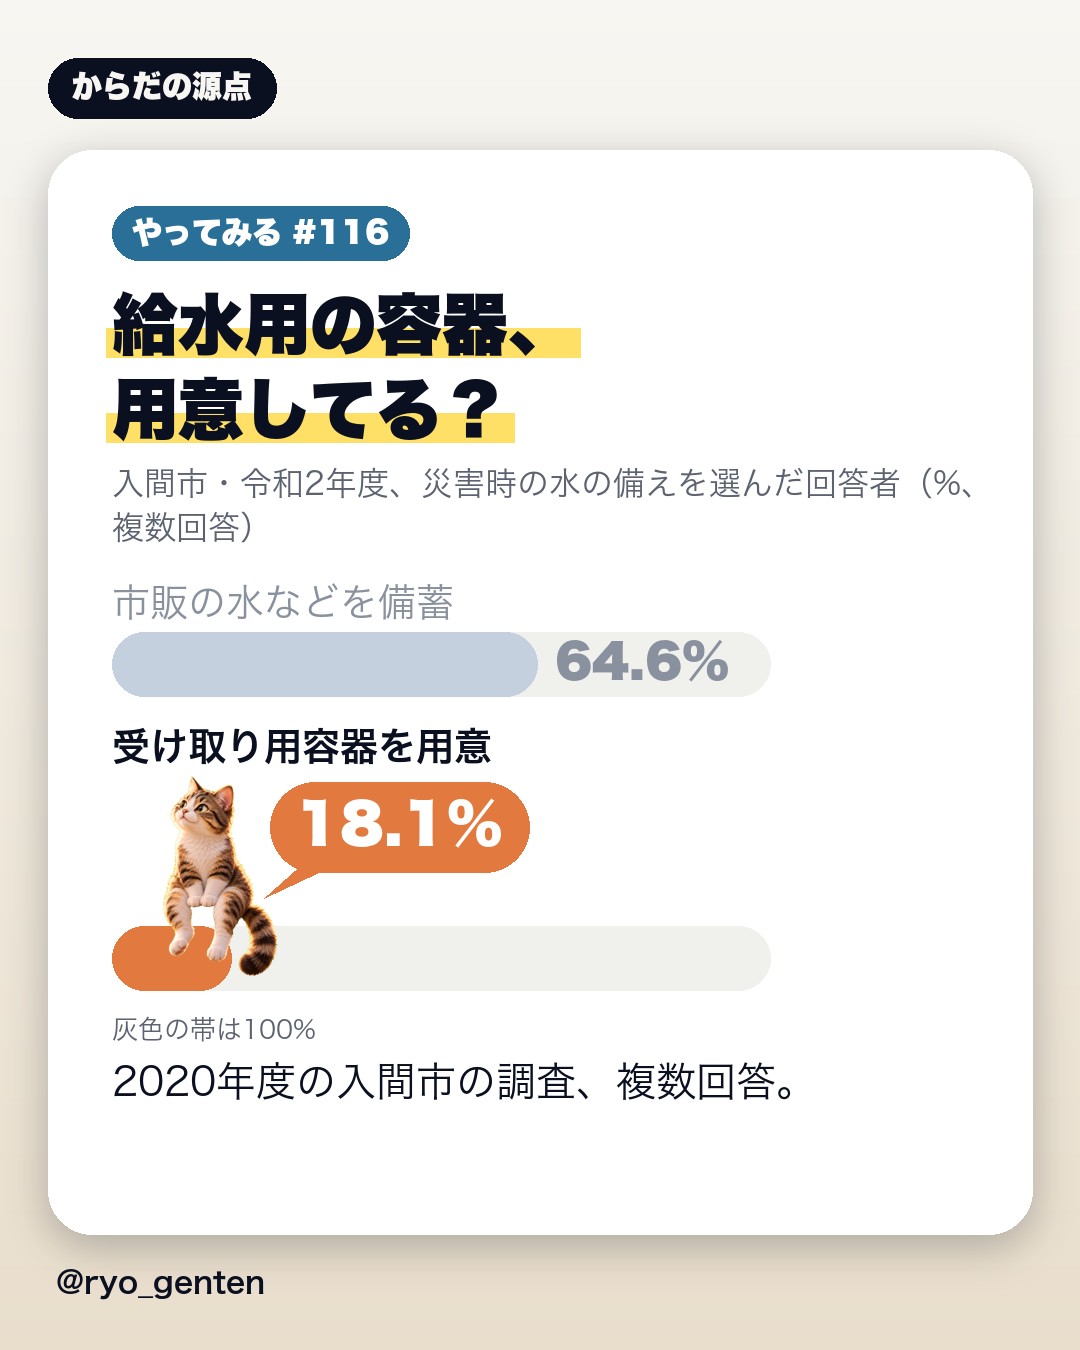 からだの源点
やってみる #116
給水用の容器、
用意してる？
入間市・令和2年度、災害時の水の備えを選んだ回答者（%、
複数回答）
市販の水などを備蓄
64.6%
受け取り用容器を用意
18.1%
灰色の帯は100%
2020年度の入間市の調査、複数回答。
@ryo_genten